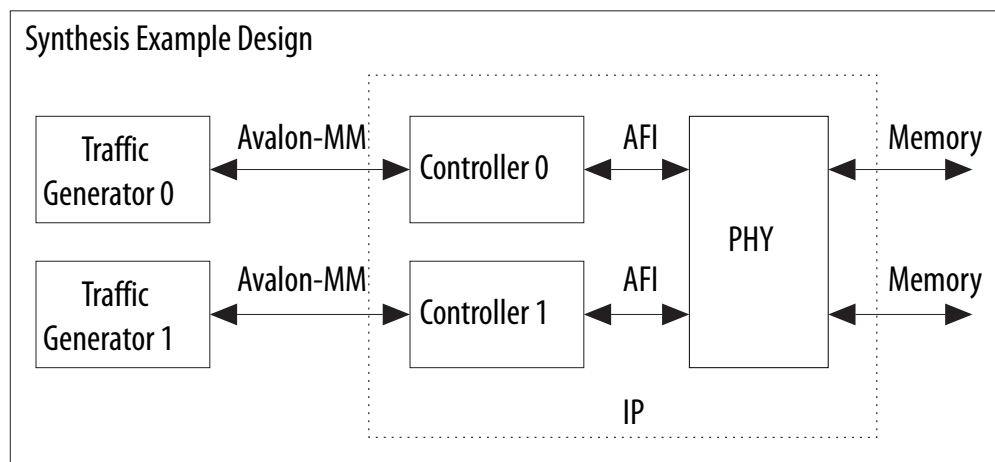 Synthesis Example Design
Traffic
Generator 0
Avalon-MM
Controller 0
AFI
PHY
Memory
Traffic
Generator 1
Avalon-MM
Controller 1
AFI
Memory
IP